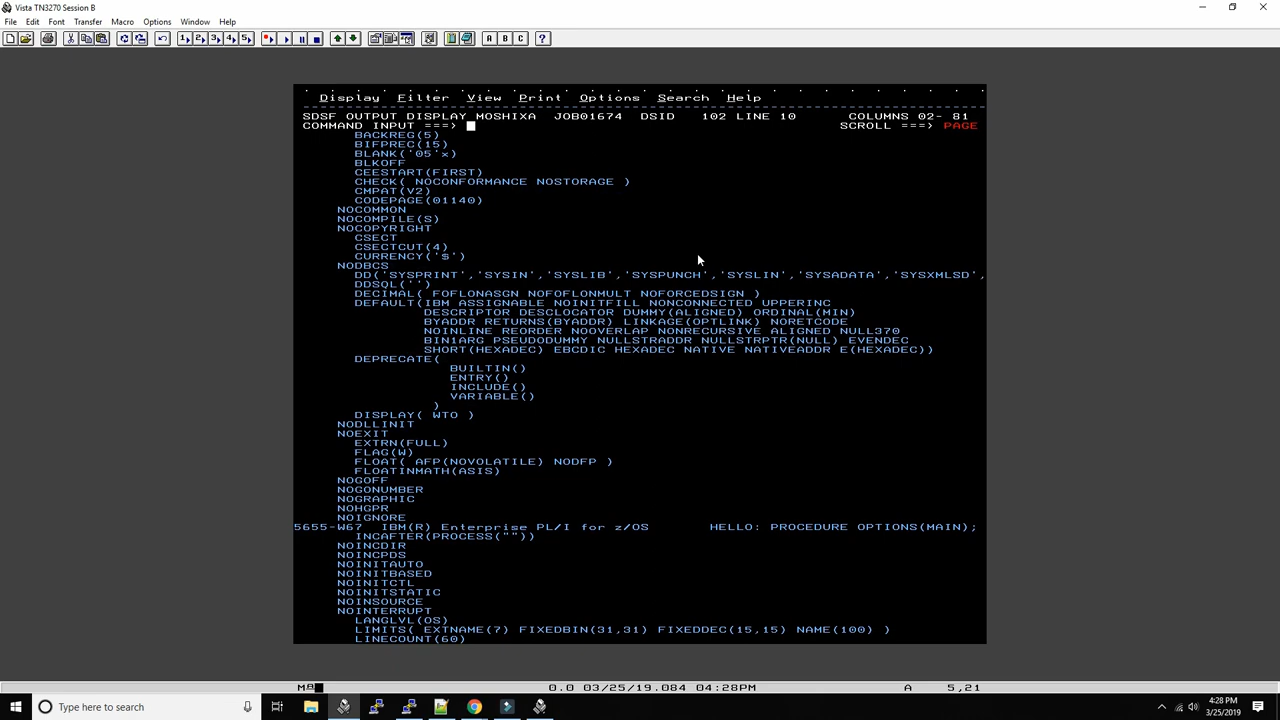 Vista TN3270 Session B
File Edit Font Transfer Macro Options Window Help
1 2 3 4 5 A B C ?
Display Filter View Print Options Search Help
SDSF OUTPUT DISPLAY MOSHIXA JOB01674 DSID 102 LINE 10 COLUMNS 02- 81
COMMAND INPUT ===> SCROLL ===> PAGE
BACKREG(5)
BIFPREC(15)
BLANK('05'x)
BLKOFF
CEESTART(FIRST)
CHECK( NOCONFORMANCE NOSTORAGE )
CMPAT(V2)
CODEPAGE(01140)
NOCOMMON
NOCOMPILE(S)
NOCOPYRIGHT
CSECT
CSECTCUT(4)
CURRENCY('$')
NODBCS
DD('SYSPRINT','SYSIN','SYSLIB','SYSPUNCH','SYSLIN','SYSADATA','SYSXMLSD',
DDSQL('')
DECIMAL( FOFLONASGN NOFOFLONMULT NOFORCEDSIGN )
DEFAULT(IBM ASSIGNABLE NOINITFILL NONCONNECTED UPPERINC
DESCRIPTOR DESCLOCATOR DUMMY(ALIGNED) ORDINAL(MIN)
BYADDR RETURNS(BYADDR) LINKAGE(OPTLINK) NORETCODE
NOINLINE REORDER NOOVERLAP NONRECURSIVE ALIGNED NULL370
BIN1ARG PSEUDODUMMY NULLSTRADDR NULLSTRPTR(NULL) EVENDEC
SHORT(HEXADEC) EBCDIC HEXADEC NATIVE NATIVEADDR E(HEXADEC))
DEPRECATE(
BUILTIN()
ENTRY()
INCLUDE()
VARIABLE()
)
DISPLAY( WTO )
NODLLINIT
NOEXIT
EXTRN(FULL)
FLAG(W)
FLOAT( AFP(NOVOLATILE) NODFP )
FLOATINMATH(ASIS)
NOGOFF
NOGONUMBER
NOGRAPHIC
NOHGPR
NOIGNORE
5655-W67 IBM(R) Enterprise PL/I for z/OS HELLO: PROCEDURE OPTIONS(MAIN);
INCAFTER(PROCESS(""))
NOINCDIR
NOINCPDS
NOINITAUTO
NOINITBASED
NOINITCTL
NOINITSTATIC
NOINSOURCE
NOINTERRUPT
LANGLVL(OS)
LIMITS( EXTNAME(7) FIXEDBIN(31,31) FIXEDDEC(15,15) NAME(100) )
LINECOUNT(60)
0.0 03/25/19.084 04:28PM A 5,21
Type here to search
4:28 PM
3/25/2019